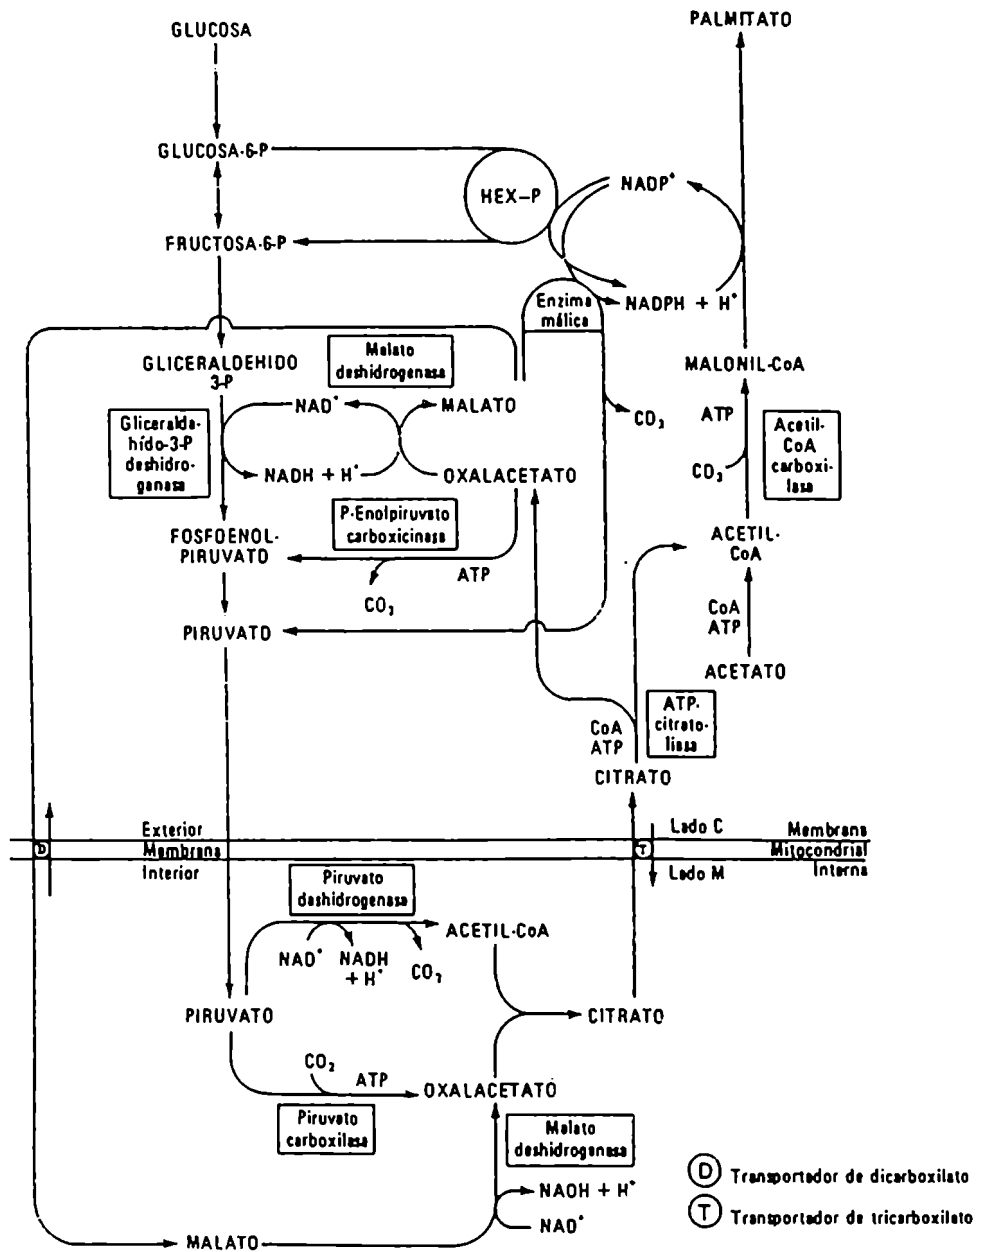 GLUCOSA
PALMITATO
GLUCOSA-6-P
HEX-P
NADP+
FRUCTOSA-6-P
NADPH + H+
Enzima
málica
GLICERALDEHIDO
3-P
Malato
deshidrogenasa
MALONIL-CoA
NAD+
MALATO
CO2
ATP
Gliceralda-
hído-3-P
deshidro-
ganasa
Acetil-
CoA
carboxi-
lasa
NADH + H+
OXALACETATO
CO2
P-Enolpiruvato
carboxicinasa
FOSFOENOL-
PIRUVATO
ATP
CO2
ACETIL-
CoA
PIRUVATO
CoA
ATP
ACETATO
ATP-
citrato-
liasa
CoA
ATP
CITRATO
Exterior
Membrana
Interior
D
T
Lado C
Lado M
Membrana
Mitocondrial
Interna
Piruvato
dashidrogenasa
ACETIL-CoA
NAD+
NADH
+ H+
CO2
PIRUVATO
CITRATO
CO2
ATP
OXALACETATO
Piruvato
carboxilasa
Malato
deshidrogenasa
NAOH + H+
NAD+
MALATO
D Transportador de dicarboxilato
T Transportador de tricarboxilato